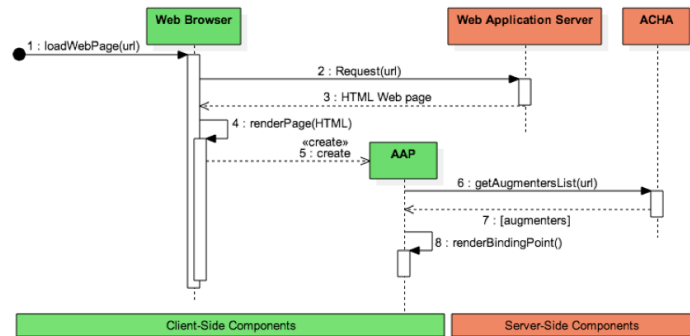 Web Browser
Web Application Server
ACHA
1 : loadWebPage(url)
2 : Request(url)
3 : HTML Web page
4 : renderPage(HTML)
«create»
5 : create
AAP
6 : getAugmentersList(url)
7 : [augmenters]
8 : renderBindingPoint()
Client-Side Components
Server-Side Components